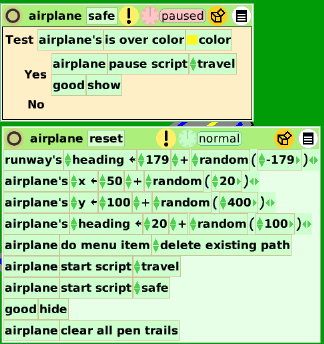 airplane safe ! paused
Test airplane's is over color color
Yes airplane pause script travel
good show
No
airplane reset ! normal
runway's heading ← 179 + random (-179)
airplane's x ← 50 + random (20)
airplane's y ← 100 + random (400)
airplane's heading ← 20 + random (100)
airplane do menu item delete existing path
airplane start script travel
airplane start script safe
good hide
airplane clear all pen trails